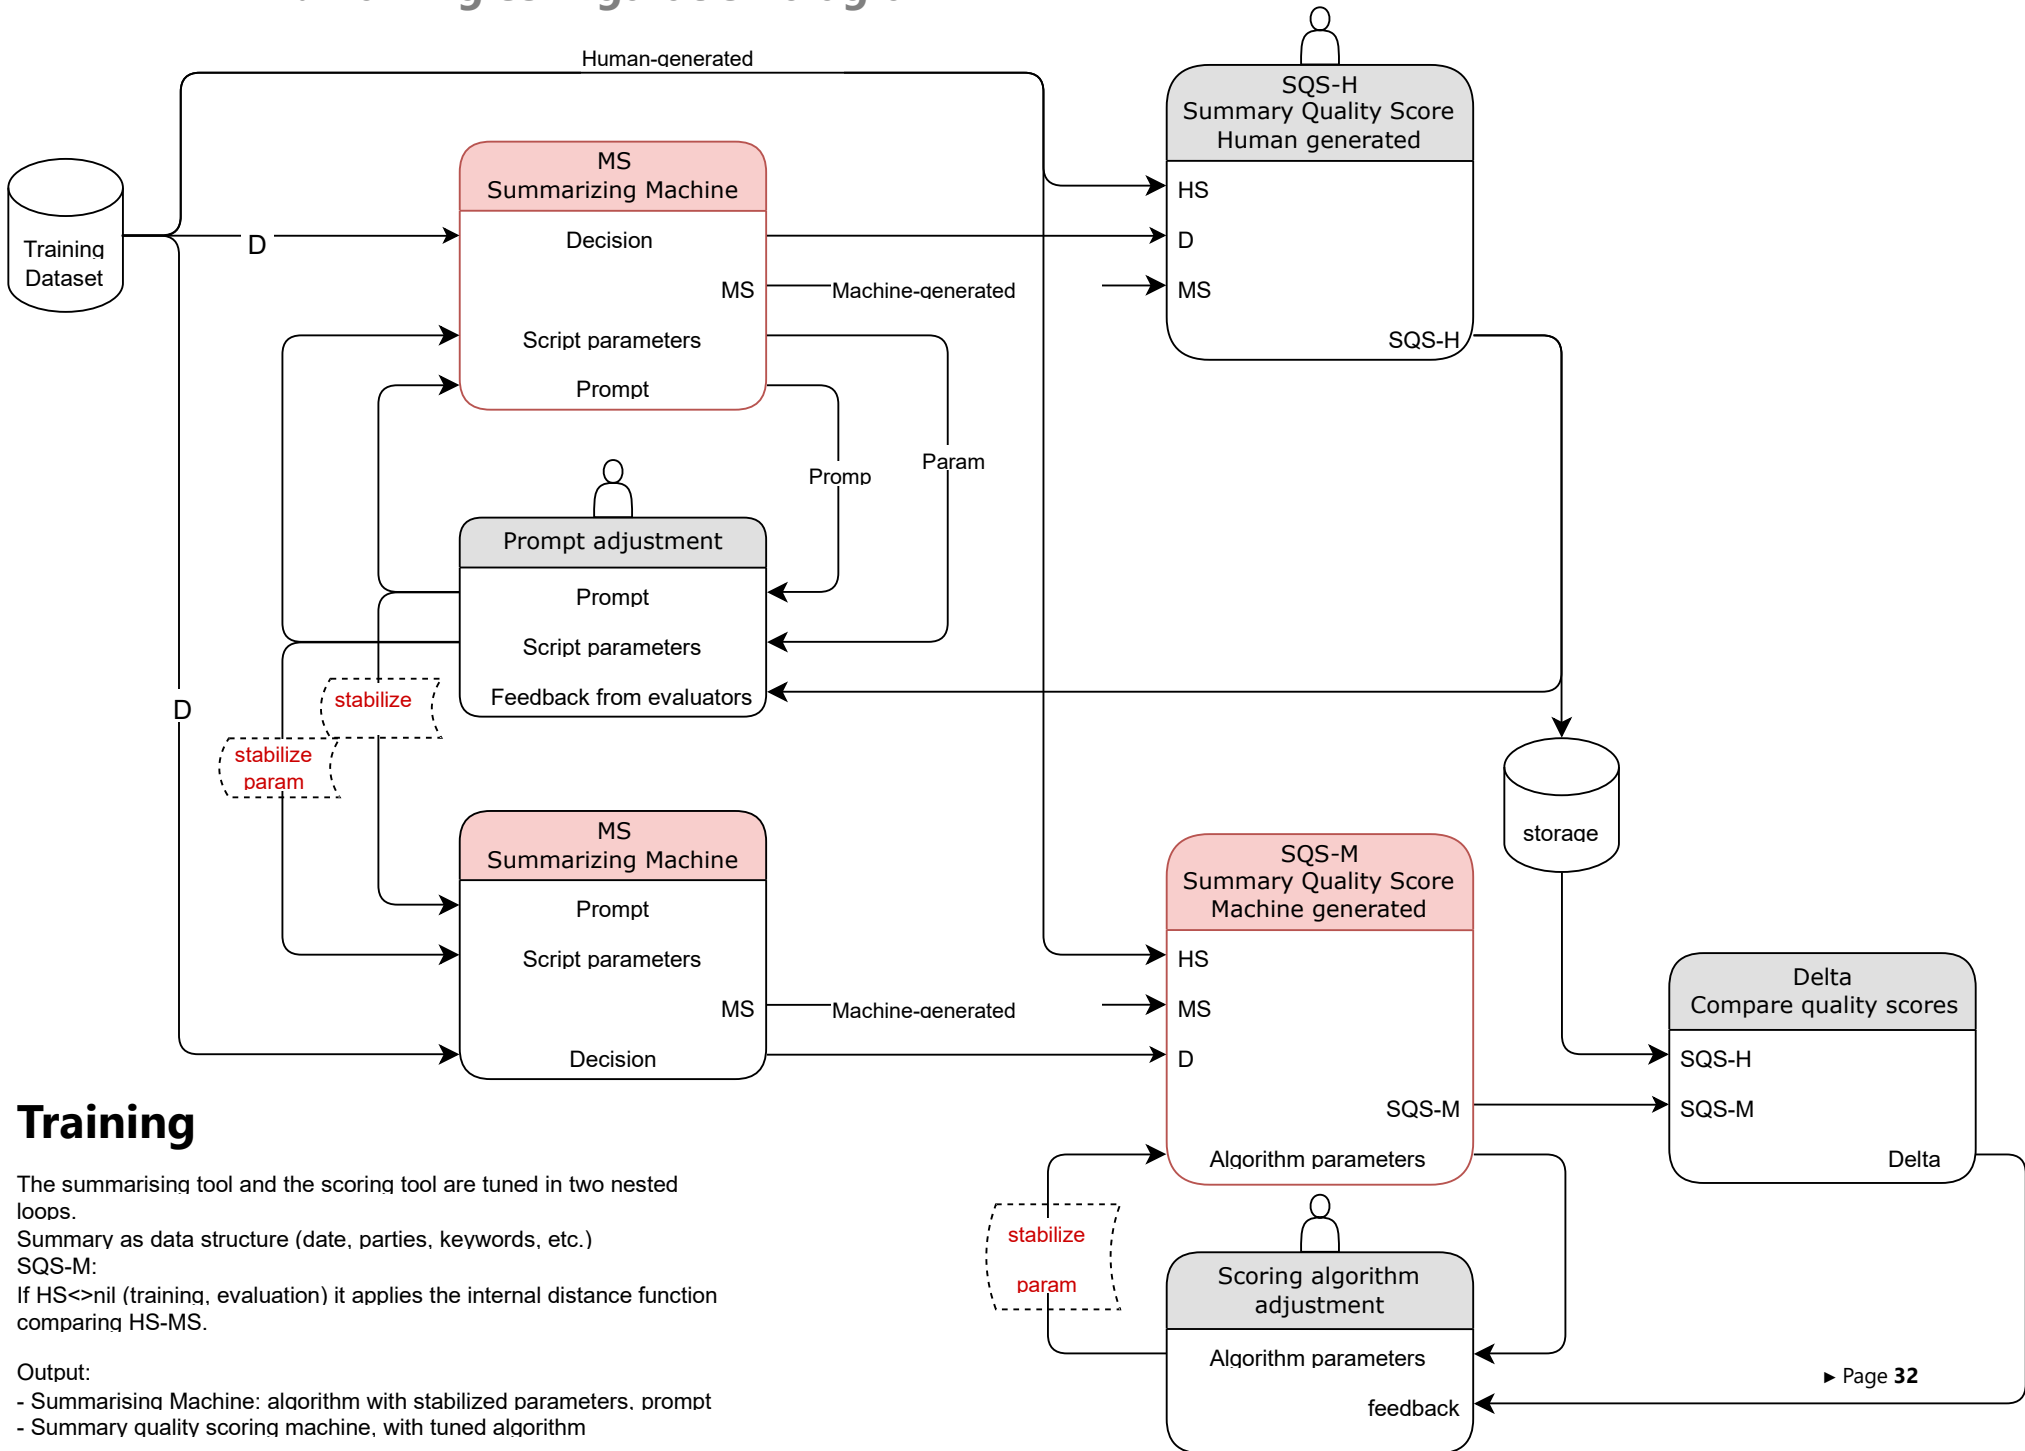 Human-generated
SQS-H
Summary Quality Score
Human generated
HS
D
MS
SQS-H
MS
Summarizing Machine
Decision
MS
Script parameters
Prompt
Training
Dataset
D
Machine-generated
Promp
Param
Prompt adjustment
Prompt
Script parameters
Feedback from evaluators
stabilize
stabilize
param
D
storage
MS
Summarizing Machine
Prompt
Script parameters
MS
Decision
Machine-generated
SQS-M
Summary Quality Score
Machine generated
HS
MS
D
SQS-M
Algorithm parameters
Delta
Compare quality scores
SQS-H
SQS-M
Delta
stabilize
param
Scoring algorithm
adjustment
Algorithm parameters
feedback
Training
The summarising tool and the scoring tool are tuned in two nested
loops.
Summary as data structure (date, parties, keywords, etc.)
SQS-M:
If HS<>nil (training, evaluation) it applies the internal distance function
comparing HS-MS.
Output:
- Summarising Machine: algorithm with stabilized parameters, prompt
- Summary quality scoring machine, with tuned algorithm
► Page 32